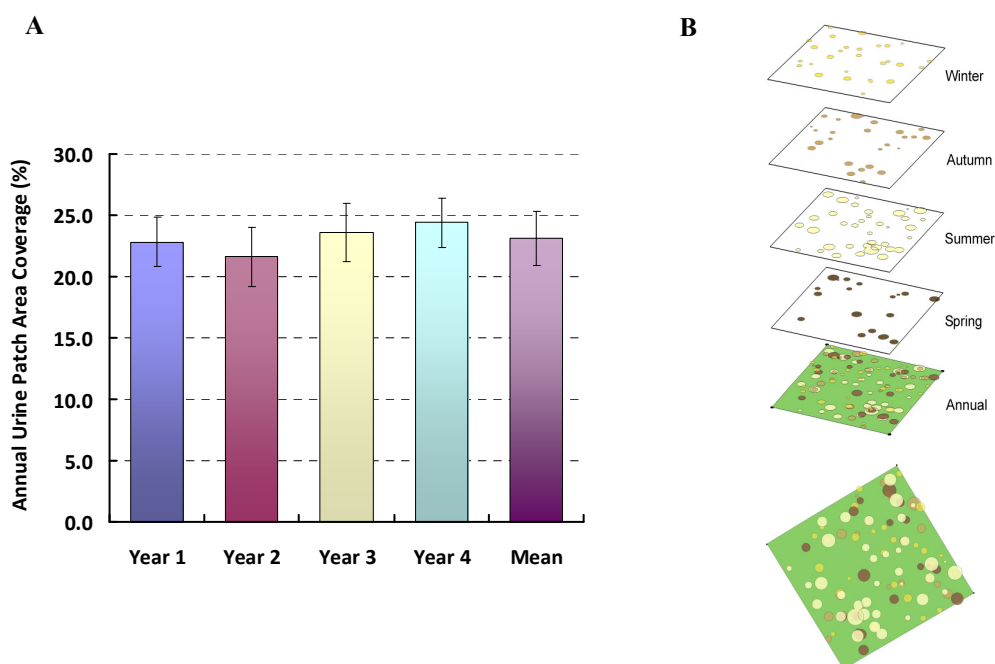 A
Annual Urine Patch Area Coverage (%)
30.0
25.0
20.0
15.0
10.0
5.0
0.0
Year 1 Year 2 Year 3 Year 4 Mean
B
Winter
Autumn
Summer
Spring
Annual